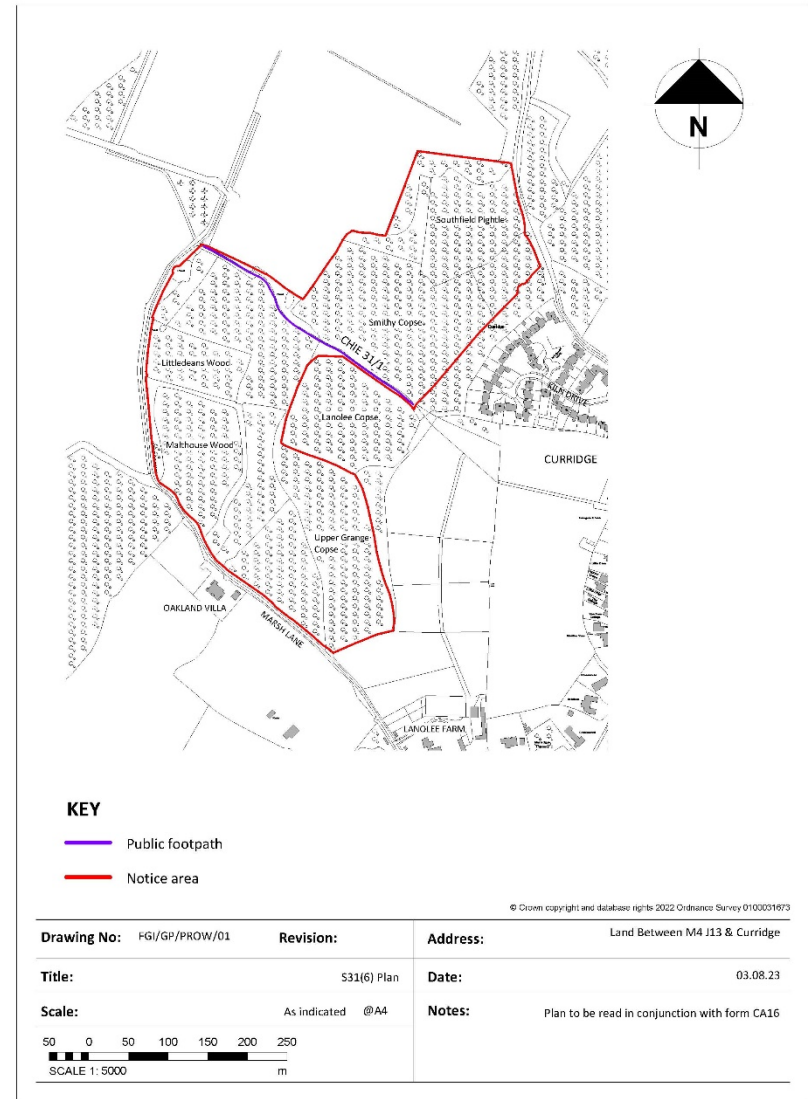 N
Southfield Pightle
Smithy Copse
CHIE 31/1
Littledeans Wood
Lanolee Copse
KILN DRIVE
Malthouse Wood
CURRIDGE
Upper Grange
Copse
OAKLAND VILLA
MARSH LANE
LANOLEE FARM
KEY
Public footpath
Notice area
© Crown copyright and database rights 2022 Ordnance Survey 0100031673
Drawing No: FGI/GP/PROW/01 Revision:
Address: Land Between M4 J13 & Curridge
Title: S31(6) Plan
Date: 03.08.23
Scale: As indicated @A4
Notes: Plan to be read in conjunction with form CA16
50 0 50 100 150 200 250
SCALE 1: 5000 m